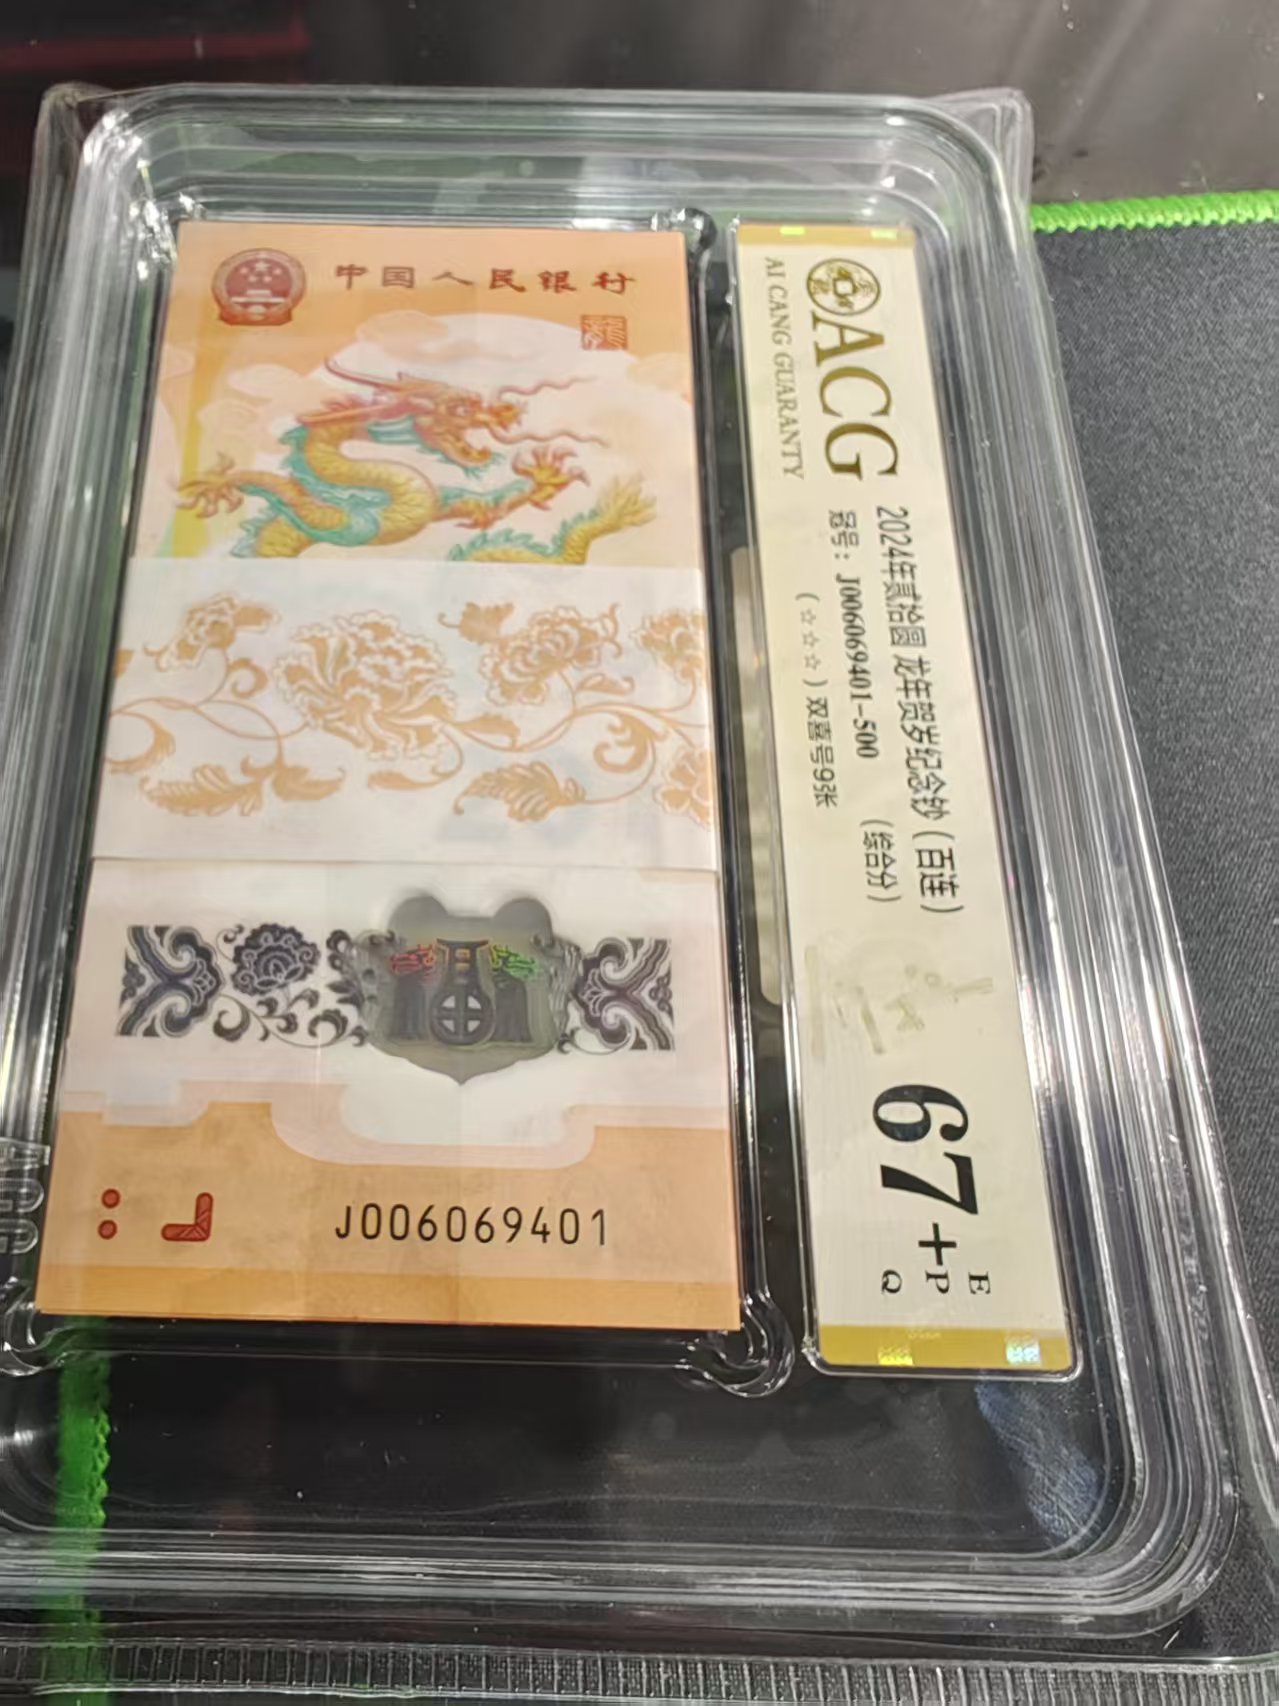 中国人民银行
J006069401
ACG
AI CANG GUARANTY
2024年贰拾圆 龙年贺岁纪念钞（百连）
冠号：J006069401-500 （综合分）
（☆☆☆）双喜号9张
67+
E
P
Q